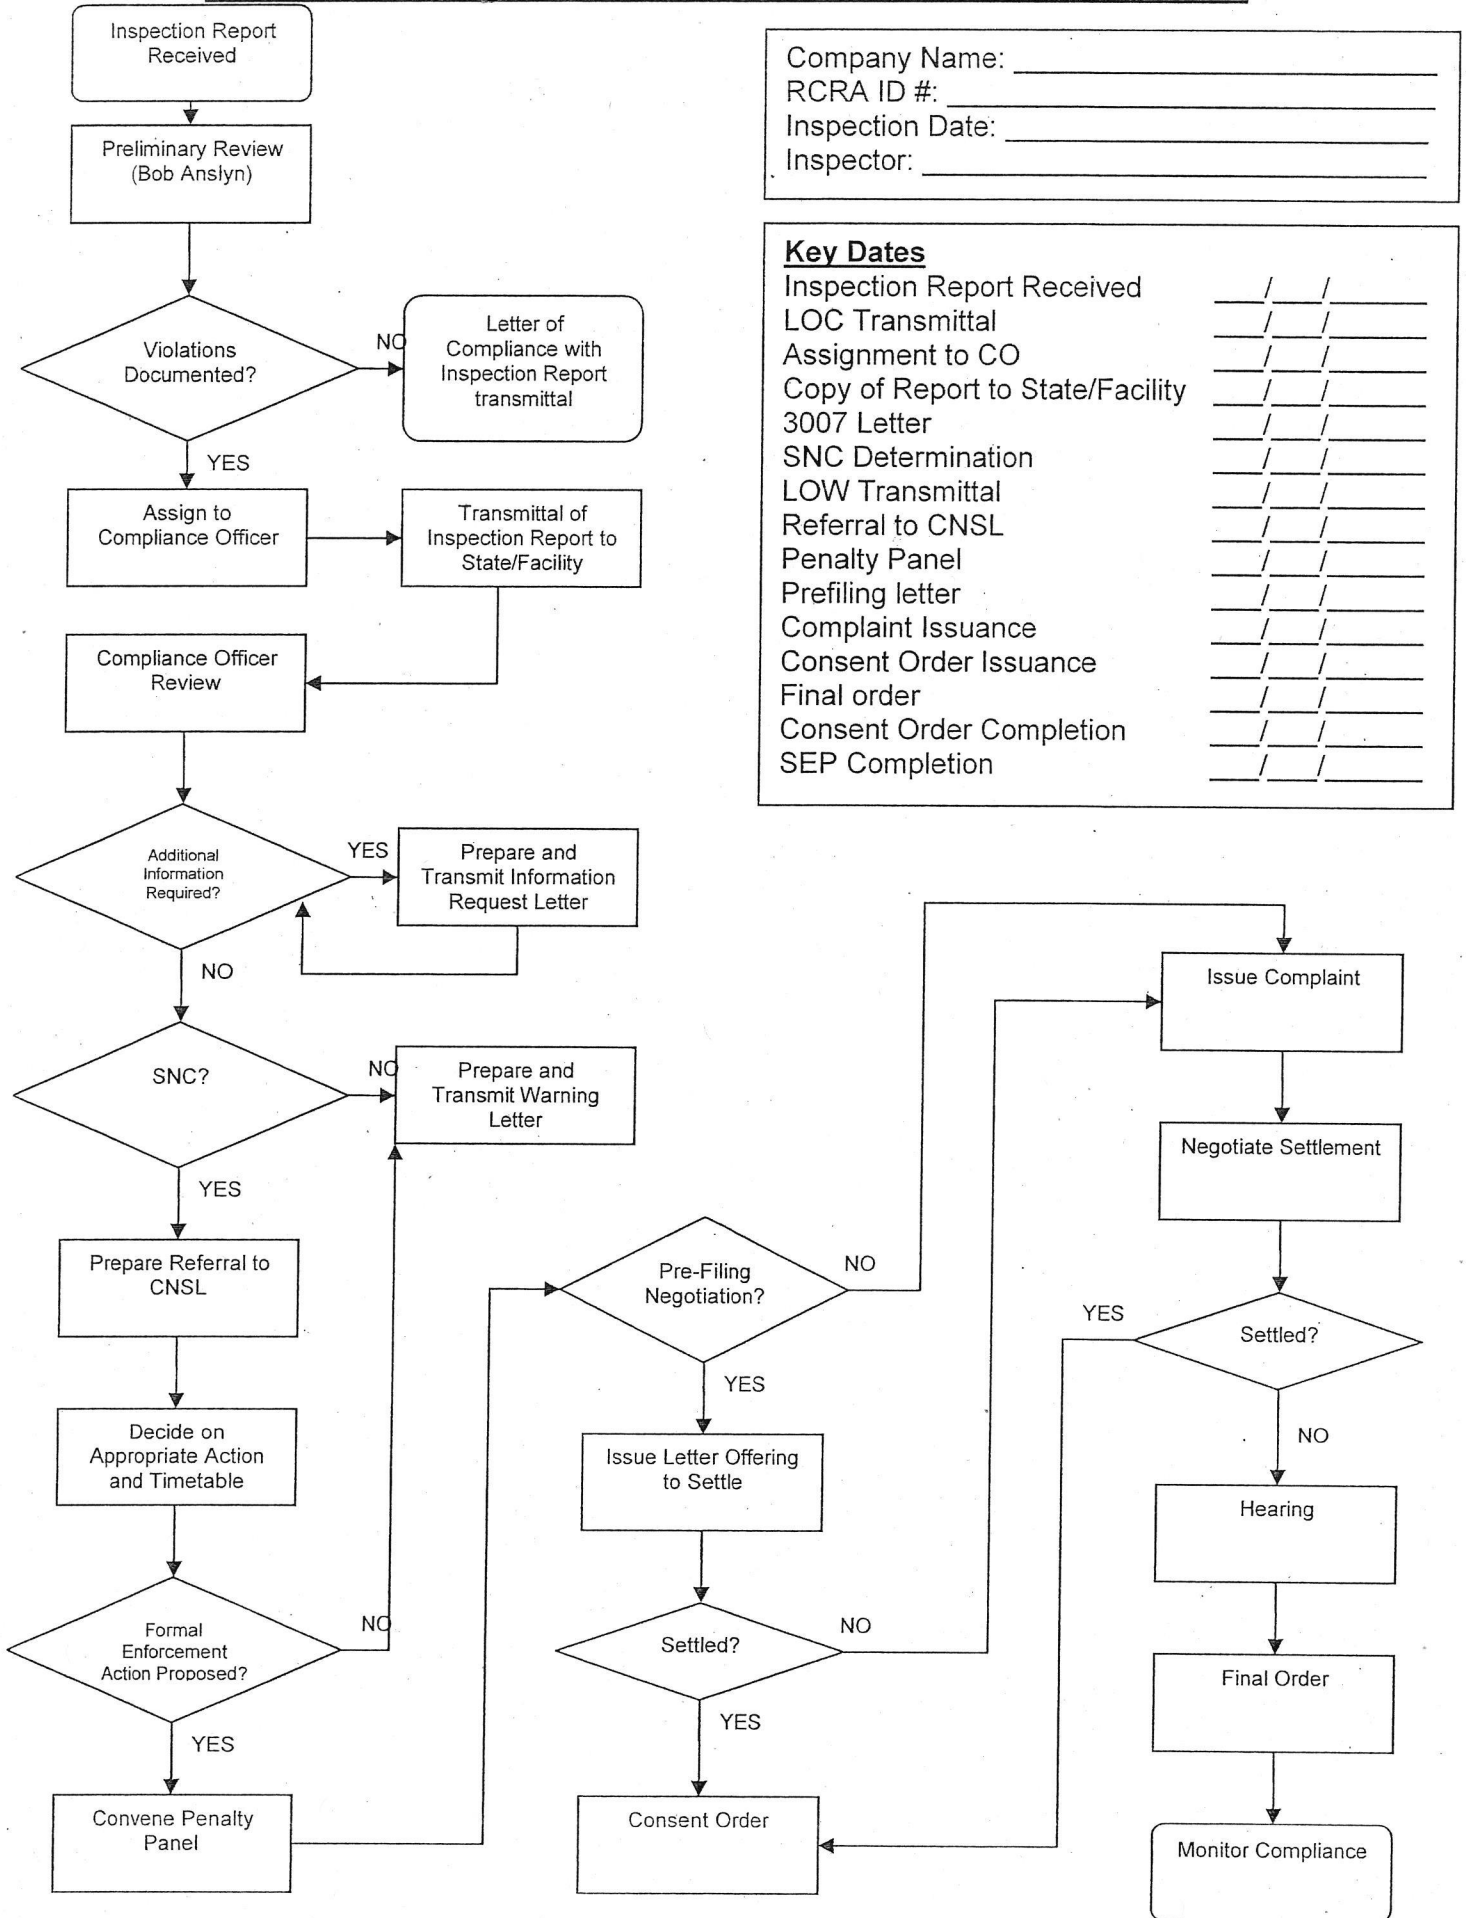 Inspection Report
Received
Preliminary Review
(Bob Anslyn)
Violations
Documented?
NO
Letter of
Compliance with
Inspection Report
transmittal
YES
Assign to
Compliance Officer
Transmittal of
Inspection Report to
State/Facility
Compliance Officer
Review
Additional
Information
Required?
YES
Prepare and
Transmit Information
Request Letter
NO
SNC?
NO
Prepare and
Transmit Warning
Letter
YES
Prepare Referral to
CNSL
Decide on
Appropriate Action
and Timetable
Formal
Enforcement
Action Proposed?
NO
YES
Convene Penalty
Panel
Company Name:
RCRA ID #:
Inspection Date:
Inspector:
Key Dates
Inspection Report Received / /
LOC Transmittal / /
Assignment to CO / /
Copy of Report to State/Facility / /
3007 Letter / /
SNC Determination / /
LOW Transmittal / /
Referral to CNSL / /
Penalty Panel / /
Prefiling letter / /
Complaint Issuance / /
Consent Order Issuance / /
Final order / /
Consent Order Completion / /
SEP Completion / /
Pre-Filing
Negotiation?
NO
YES
Issue Letter Offering
to Settle
Settled?
NO
YES
Consent Order
Issue Complaint
Negotiate Settlement
Settled?
YES
NO
Hearing
Final Order
Monitor Compliance